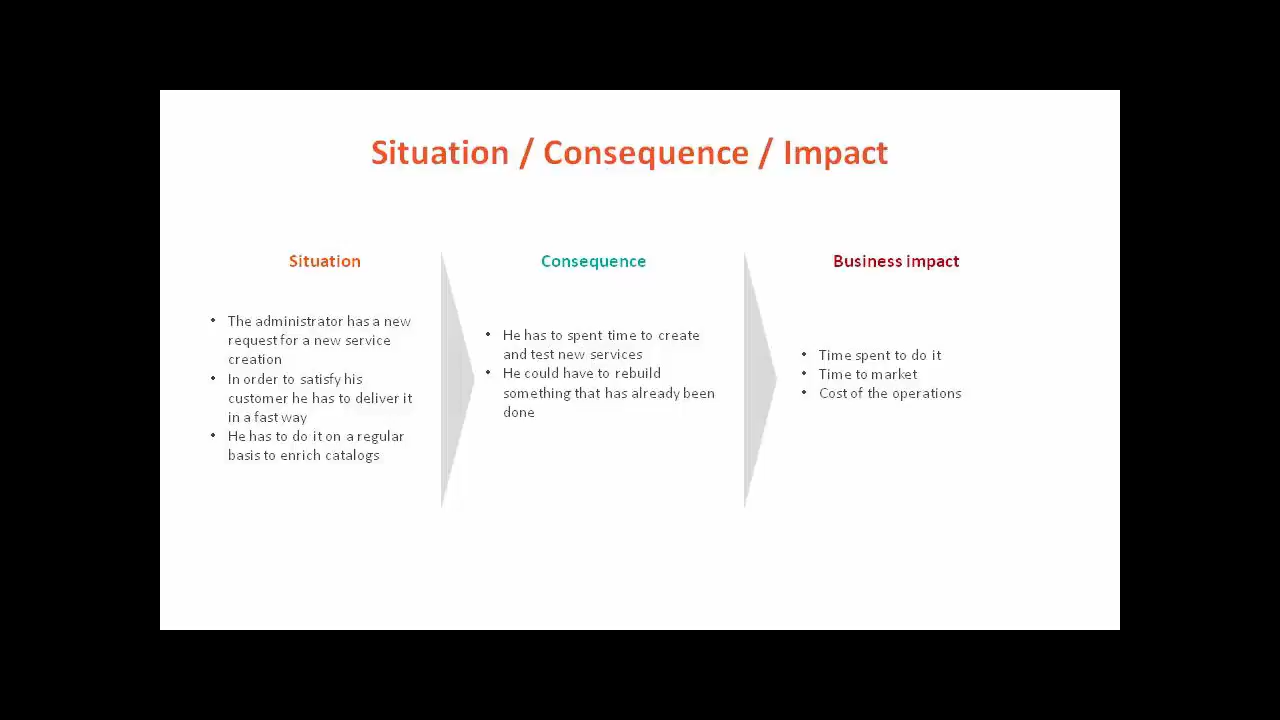 Situation / Consequence / Impact
Situation
• The administrator has a new
request for a new service
creation
• In order to satisfy his
customer he has to deliver it
in a fast way
• He has to do it on a regular
basis to enrich catalogs
Consequence
• He has to spent time to create
and test new services
• He could have to rebuild
something that has already been
done
Business impact
• Time spent to do it
• Time to market
• Cost of the operations